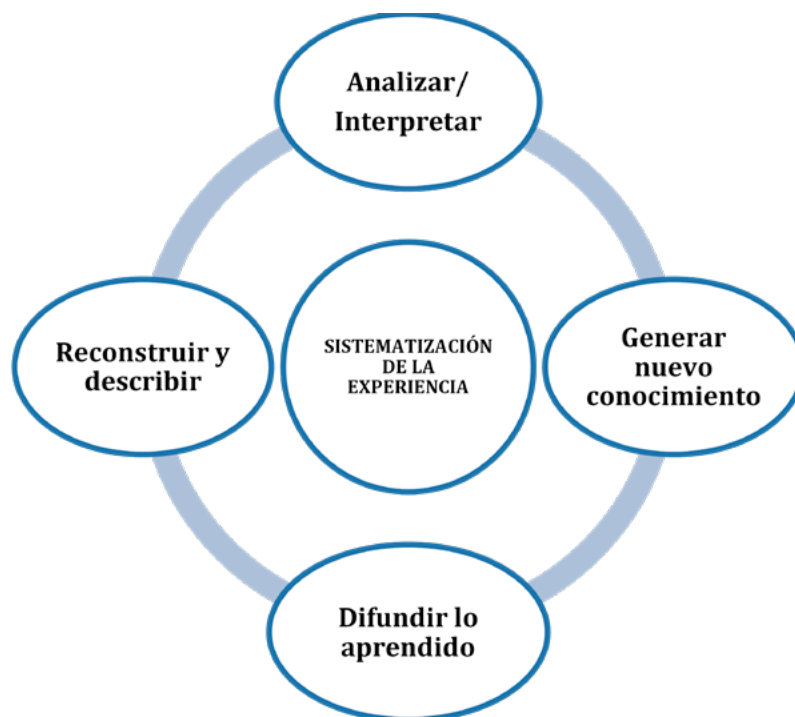 Analizar/
Interpretar
Reconstruir y
describir
SISTEMATIZACIÓN
DE LA
EXPERIENCIA
Generar
nuevo
conocimiento
Difundir lo
aprendido